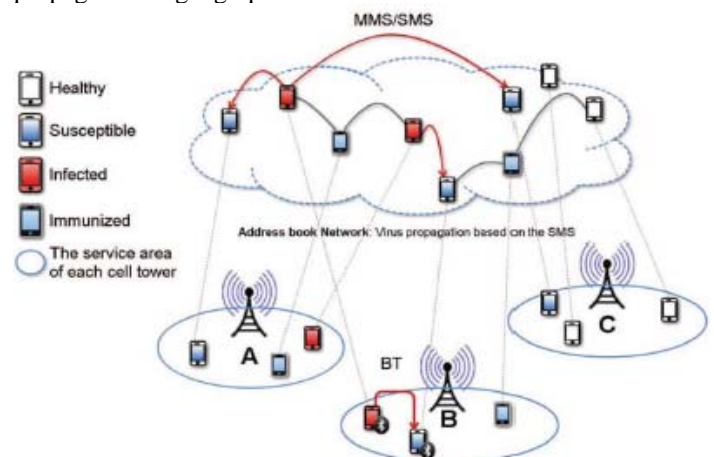 MMS/SMS
Healthy
Susceptible
Infected
Immunized
The service area
of each cell tower
Address book Network: Virus propagation based on the SMS
A
BT
B
C